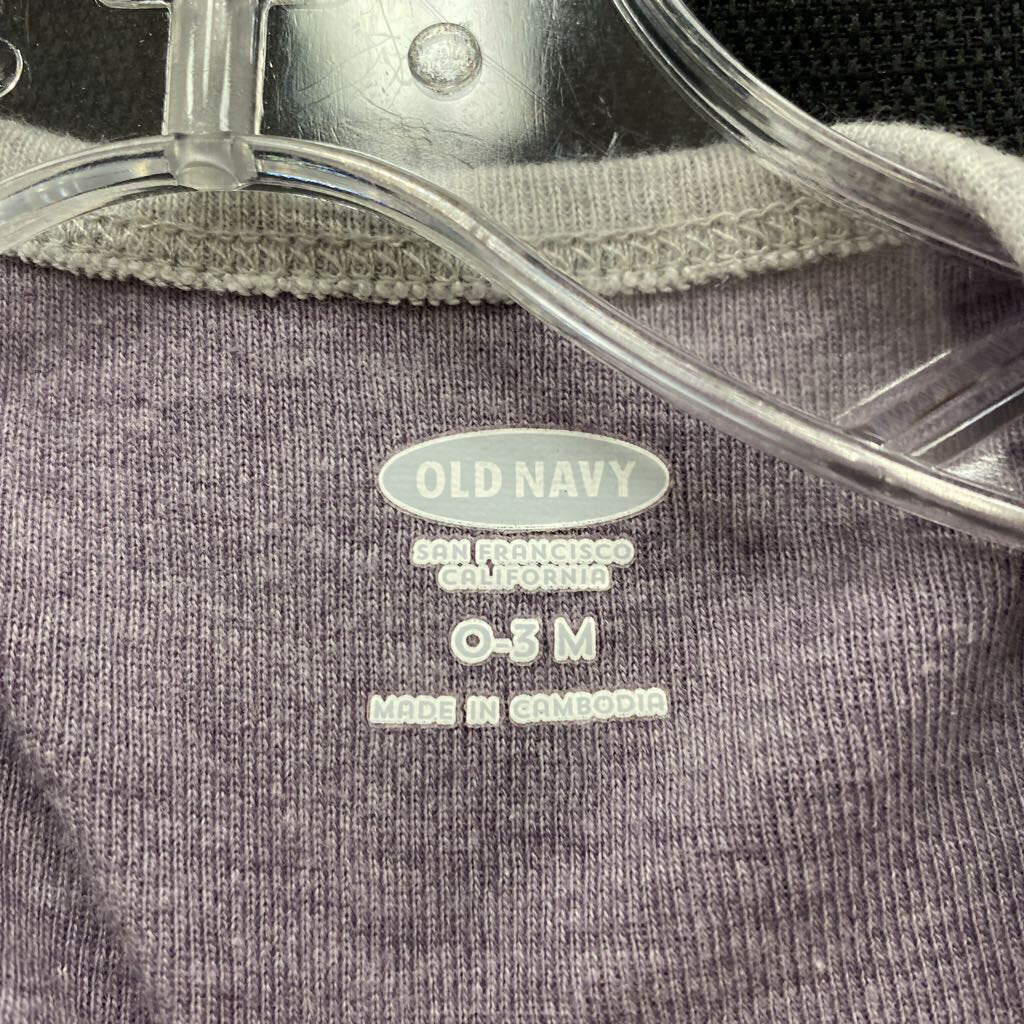 OLD NAVY
SAN FRANCISCO
CALIFORNIA
0-3 M
MADE IN CAMBODIA